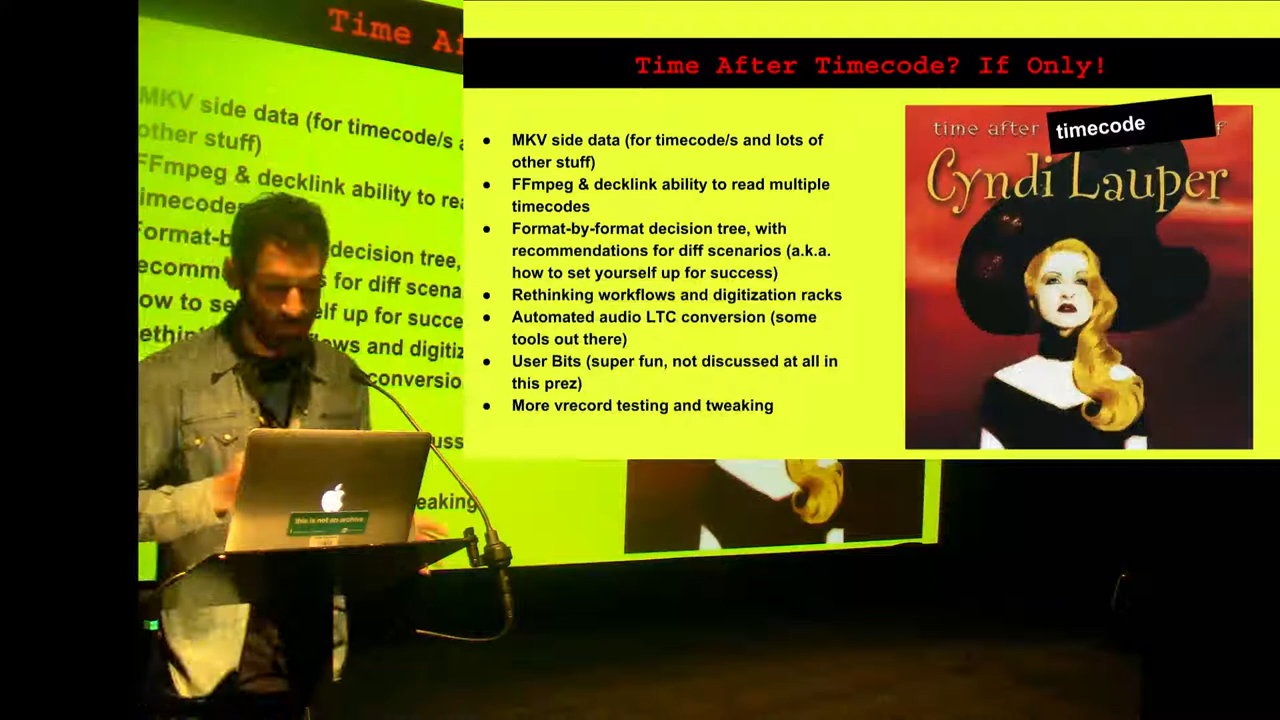 Time Af
MKV side data (for timecode/s a
other stuff)
FFmpeg & decklink ability to rea
timecodes
Format-b decision tree,
recomm s for diff scena
how to se elf up for succe
ethin ows and digitiz
conversio
uss
eaking
this is not an archive
Time After Timecode? If Only!
• MKV side data (for timecode/s and lots of
other stuff)
• FFmpeg & decklink ability to read multiple
timecodes
• Format-by-format decision tree, with
recommendations for diff scenarios (a.k.a.
how to set yourself up for success)
• Rethinking workflows and digitization racks
• Automated audio LTC conversion (some
tools out there)
• User Bits (super fun, not discussed at all in
this prez)
• More vrecord testing and tweaking
time after timecode f
Cyndi Lauper